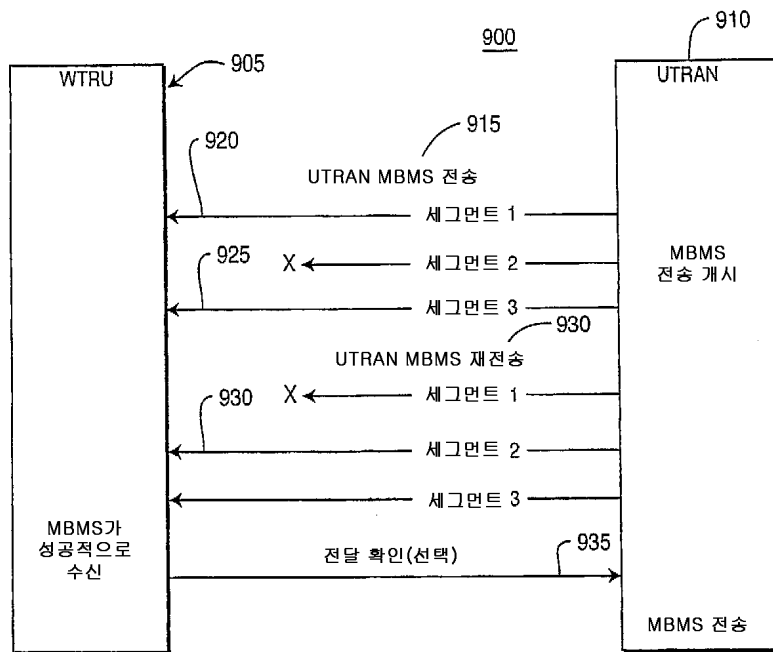 900
910
WTRU
905
UTRAN
915
920
UTRAN MBMS 전송
세그먼트 1
925
X
세그먼트 2
MBMS
전송 개시
세그먼트 3
930
UTRAN MBMS 재전송
930
X
세그먼트 1
세그먼트 2
세그먼트 3
MBMS가
성공적으로
수신
전달 확인(선택)
935
MBMS 전송